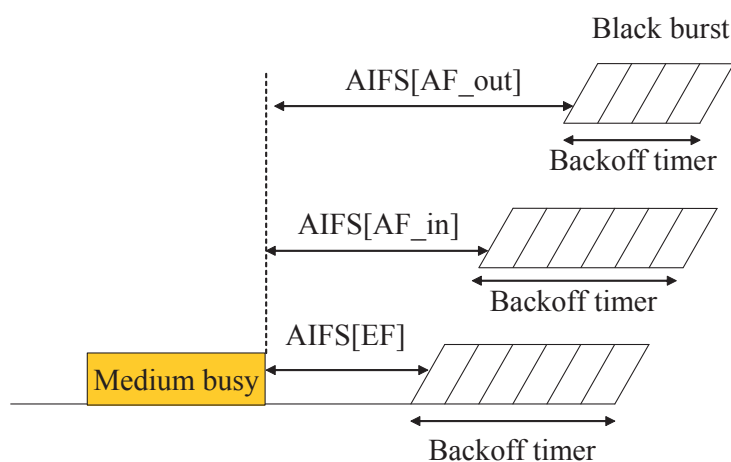 Black burst
AIFS[AF_out]
Backoff timer
AIFS[AF_in]
Backoff timer
AIFS[EF]
Medium busy
Backoff timer